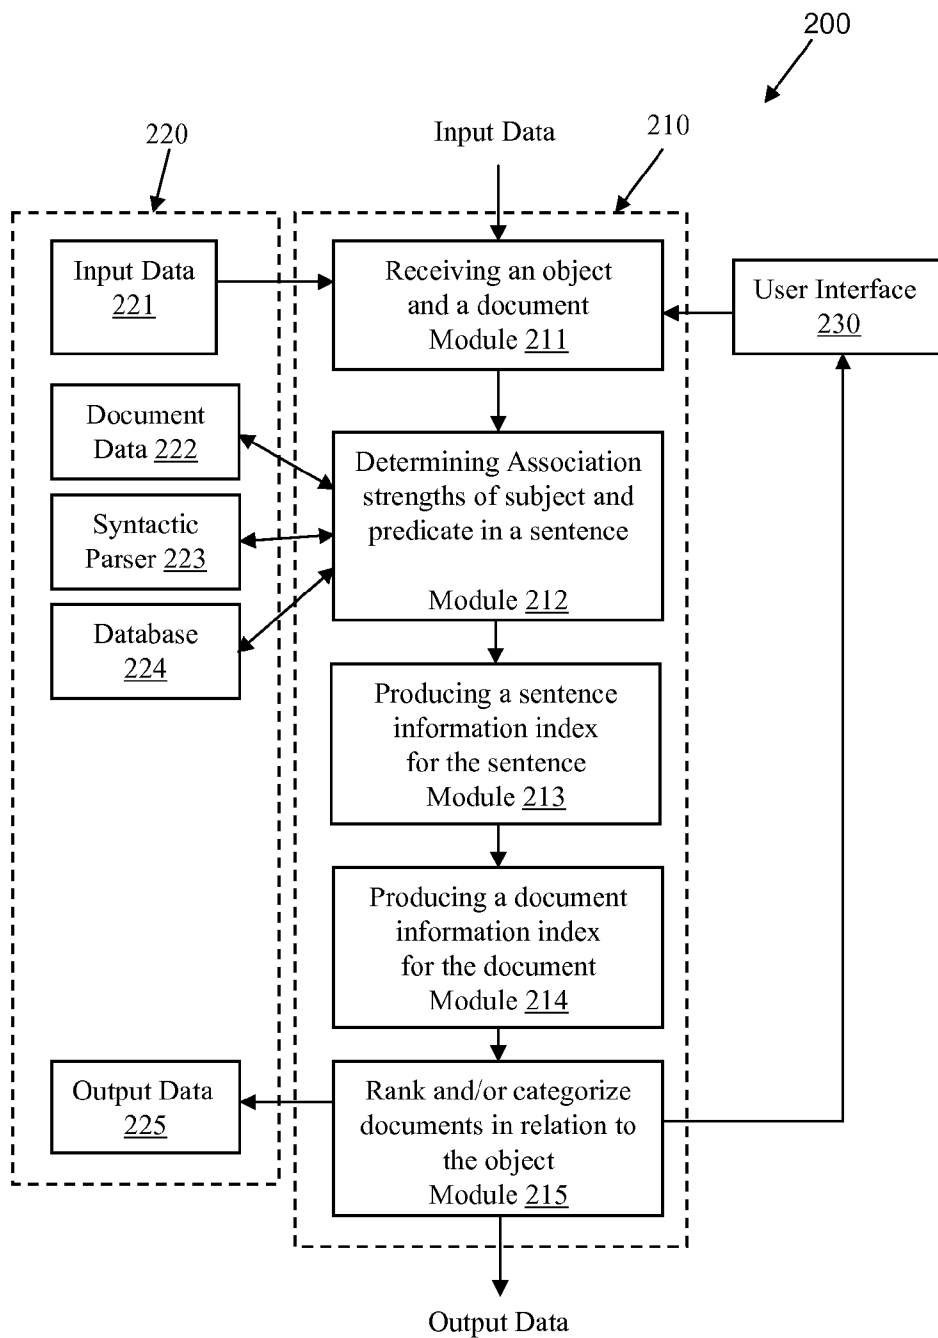 200
220
Input Data
210
Input Data
221
Receiving an object
and a document
Module 211
User Interface
230
Document
Data 222
Determining Association
strengths of subject and
predicate in a sentence
Module 212
Syntactic
Parser 223
Database
224
Producing a sentence
information index
for the sentence
Module 213
Producing a document
information index
for the document
Module 214
Output Data
225
Rank and/or categorize
documents in relation to
the object
Module 215
Output Data